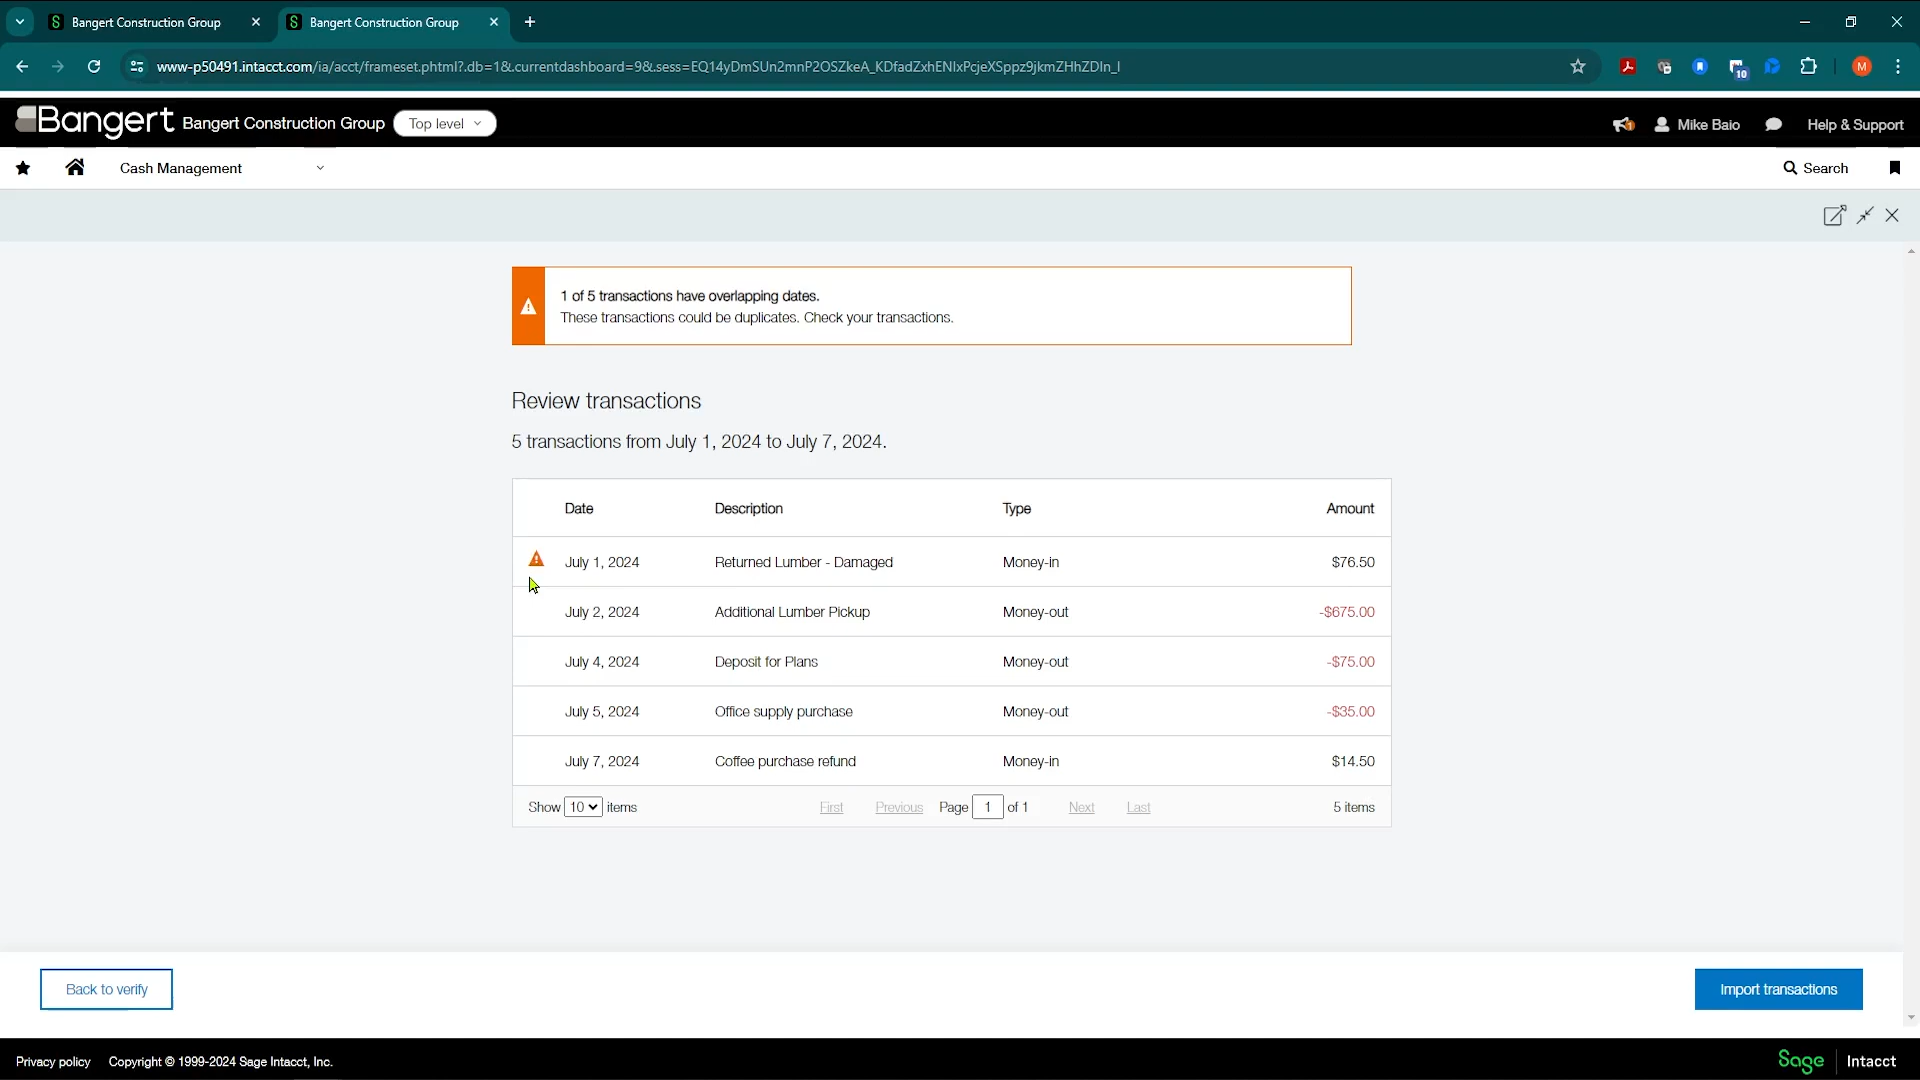 Bangert Construction Group
Bangert Construction Group
www-p50491.intacct.com/ia/acct/frameset.phtml?.db=1&.currentdashboard=9&.sess=EQ14yDmSUn2mnP2OSZkeA_KDfadZxhENIxPcjeXSppz9jkmZHhZDIn_I
10
M
Bangert Bangert Construction Group Top level
1
Mike Baio
Help & Support
Cash Management
Search
1 of 5 transactions have overlapping dates.
These transactions could be duplicates. Check your transactions.
Review transactions
5 transactions from July 1, 2024 to July 7, 2024.
Date Description Type Amount
July 1, 2024 Returned Lumber - Damaged Money-in $76.50
July 2, 2024 Additional Lumber Pickup Money-out -$675.00
July 4, 2024 Deposit for Plans Money-out -$75.00
July 5, 2024 Office supply purchase Money-out -$35.00
July 7, 2024 Coffee purchase refund Money-in $14.50
Show 10 items First Previous Page 1 of 1 Next Last 5 items
Back to verify
Import transactions
Privacy policy Copyright © 1999-2024 Sage Intacct, Inc.
Sage Intacct